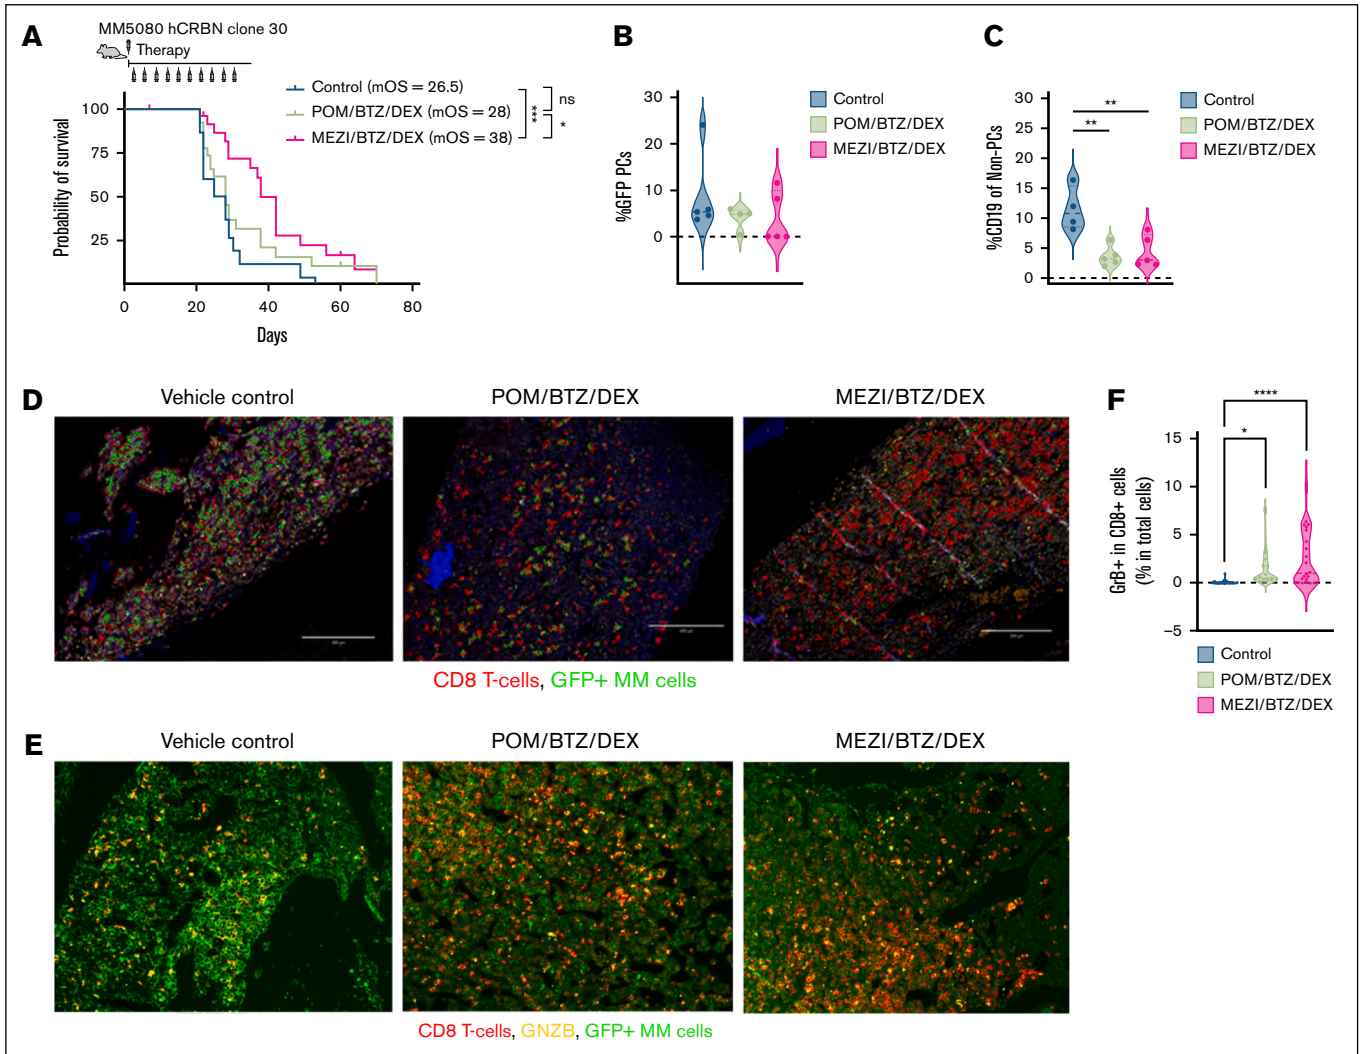 A
MM5080 hCRBN clone 30
Therapy
Control (mOS = 26.5)
POM/BTZ/DEX (mOS = 28)
MEZI/BTZ/DEX (mOS = 38)
ns
***
*
Probability of survival
100
75
50
25
0 20 40 60 80
Days
B
%GFP PCs
30
20
10
0
Control
POM/BTZ/DEX
MEZI/BTZ/DEX
C
%CD19 of Non-PCs
30
25
20
15
10
5
0
**
**
Control
POM/BTZ/DEX
MEZI/BTZ/DEX
D
Vehicle control POM/BTZ/DEX MEZI/BTZ/DEX
CD8 T-cells, GFP+ MM cells
E
Vehicle control POM/BTZ/DEX MEZI/BTZ/DEX
CD8 T-cells, GNZB, GFP+ MM cells
F
GrB+ in CD8+ cells
(% in total cells)
15
10
5
0
–5
****
*
Control
POM/BTZ/DEX
MEZI/BTZ/DEX